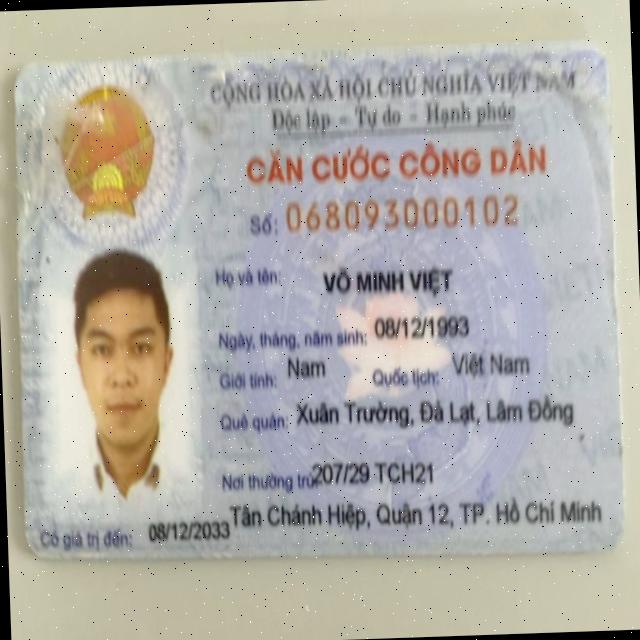 CỘNG HÒA XÃ HỘI CHỦ NGHĨA VIỆT NAM
Độc lập - Tự do - Hạnh phúc
CĂN CƯỚC CÔNG DÂN
Số: 068093000102
Họ và tên: VÕ MINH VIỆT
Ngày, tháng, năm sinh: 08/12/1993
Giới tính: Nam Quốc tịch: Việt Nam
Quê quán: Xuân Trường, Đà Lạt, Lâm Đồng
Nơi thường trú: 207/29 TCH21
Tân Chánh Hiệp, Quận 12, TP. Hồ Chí Minh
Có giá trị đến: 08/12/2033